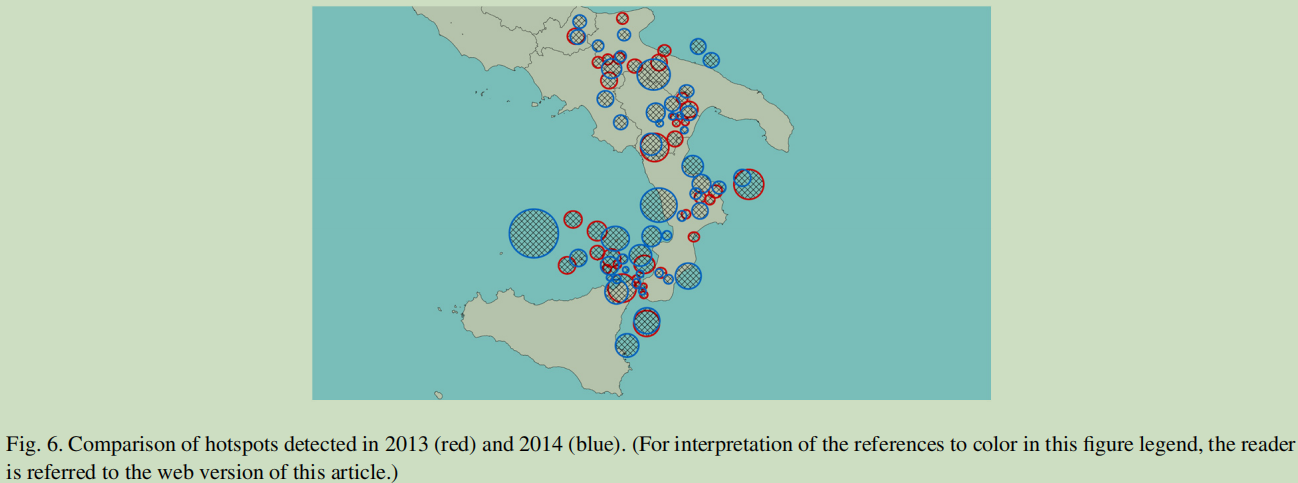 Fig. 6. Comparison of hotspots detected in 2013 (red) and 2014 (blue). (For interpretation of the references to color in this figure legend, the reader
is referred to the web version of this article.)